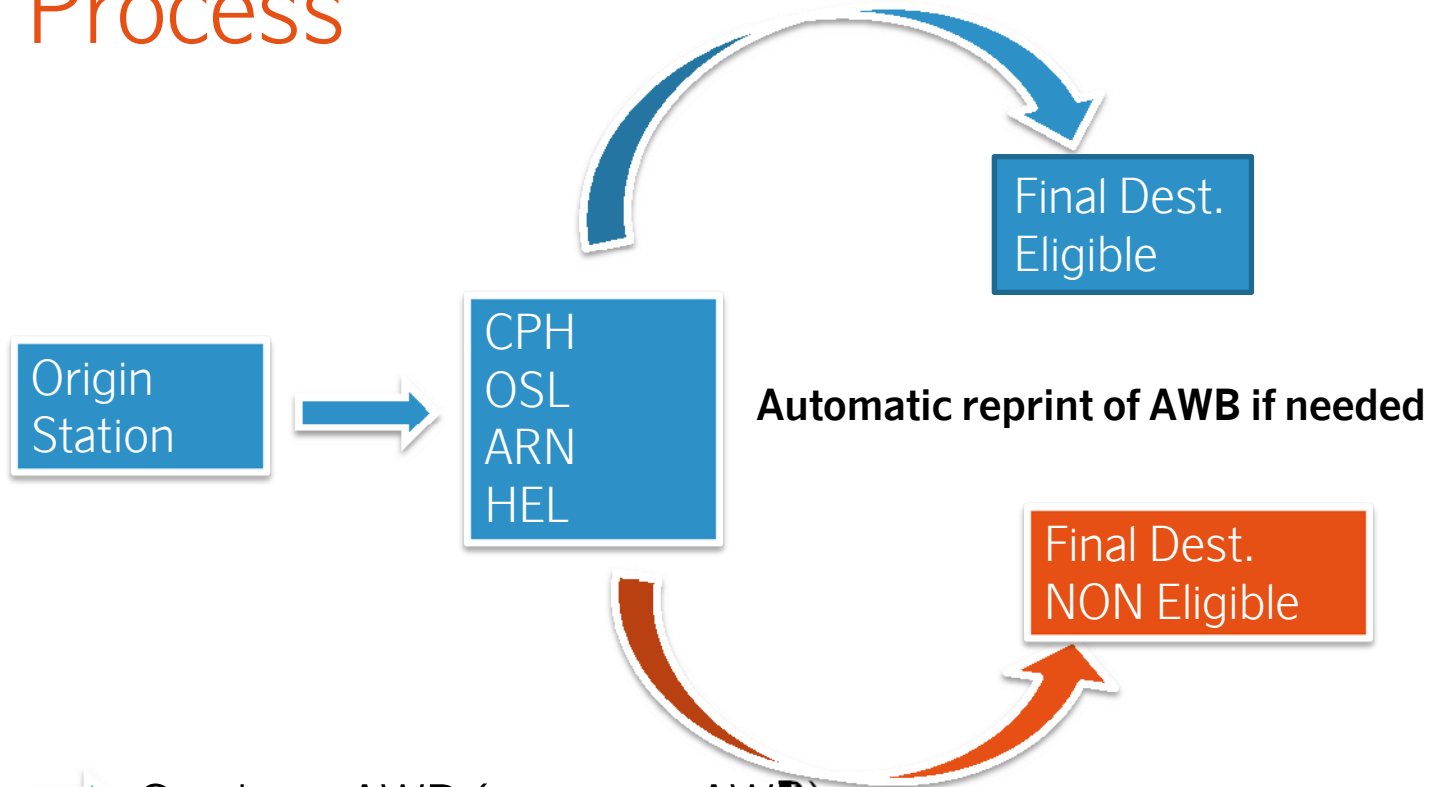 Process
Final Dest.
Eligible
CPH
OSL
ARN
HEL
Origin
Station
Automatic reprint of AWB if needed
Final Dest.
NON Eligible
AWB